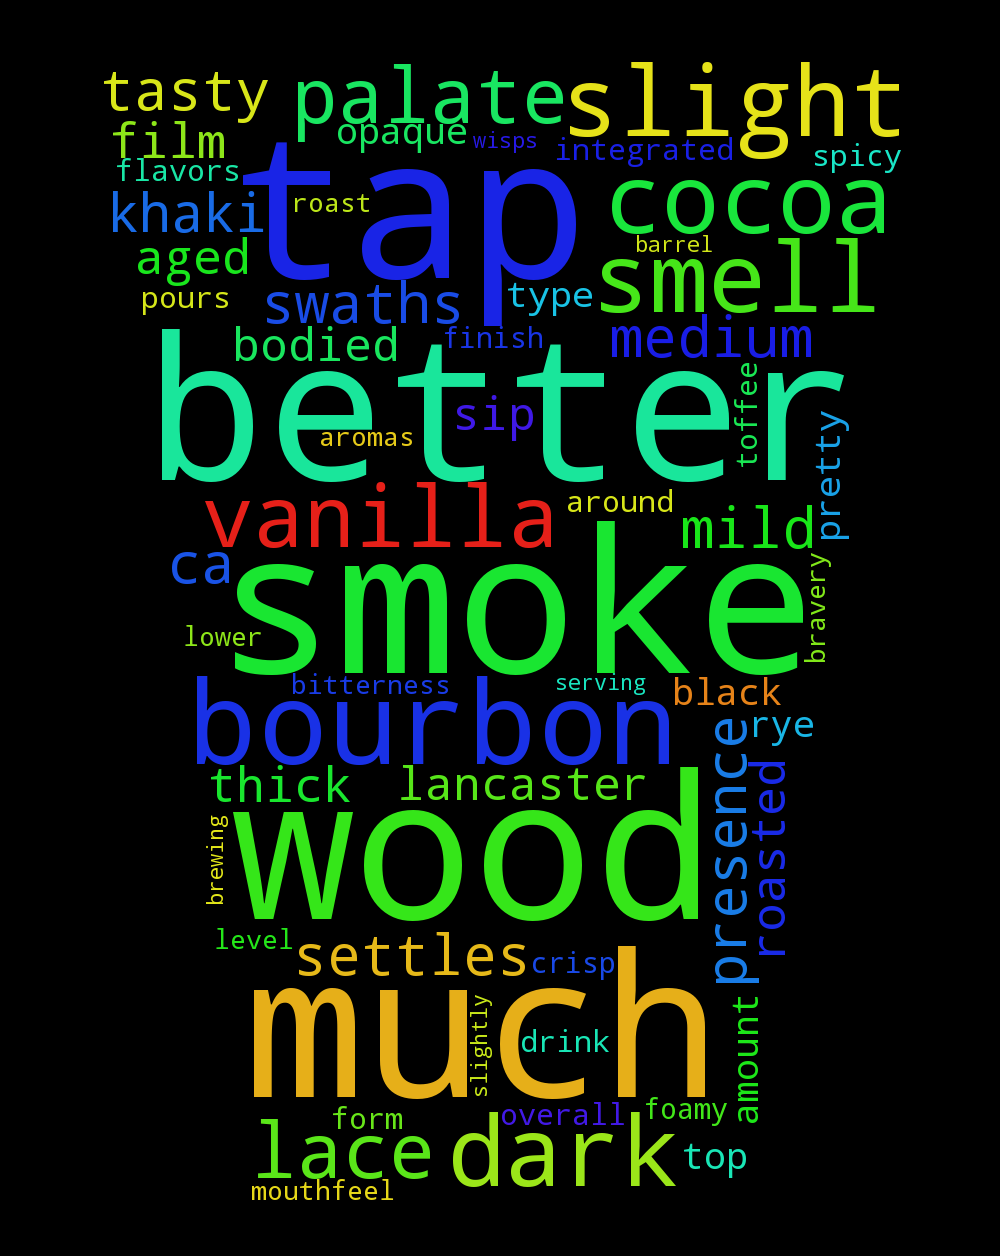 tasty palate slight
film opaque wisps integrated spicy
flavors tap cocoa
khaki roast
aged barrel smell
pours swaths type
bodied finish medium
better toffee
sip pretty
aromas
vanilla around mild
ca smoke bravery
lower
bitterness serving black
bourbon rye
presence
thick lancaster roasted
wood
brewing
level settles crisp
much
slightly drink amount
form overall foamy
lace dark top
mouthfeel